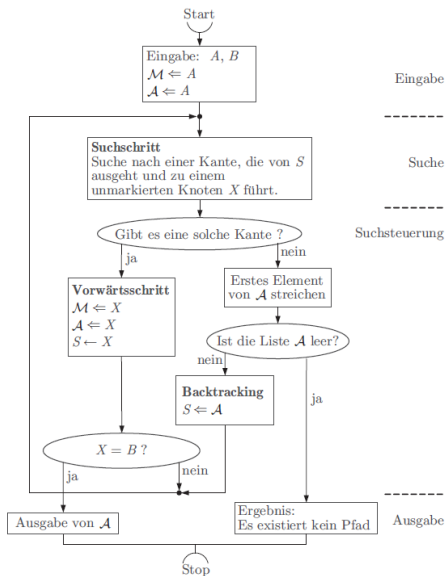 Start
Eingabe: A, B
ℳ ⇐ A
𝒜 ⇐ A
Eingabe
Suchschritt
Suche nach einer Kante, die von S
ausgeht und zu einem
unmarkierten Knoten X führt.
Suche
Suchsteuerung
Gibt es eine solche Kante ?
ja
nein
Vorwärtsschritt
ℳ ⇐ X
𝒜 ⇐ X
S ← X
Erstes Element
von 𝒜 streichen
Ist die Liste 𝒜 leer?
nein
ja
Backtracking
S ⇐ 𝒜
X = B ?
ja
nein
Ausgabe von 𝒜
Ergebnis:
Es existiert kein Pfad
Ausgabe
Stop